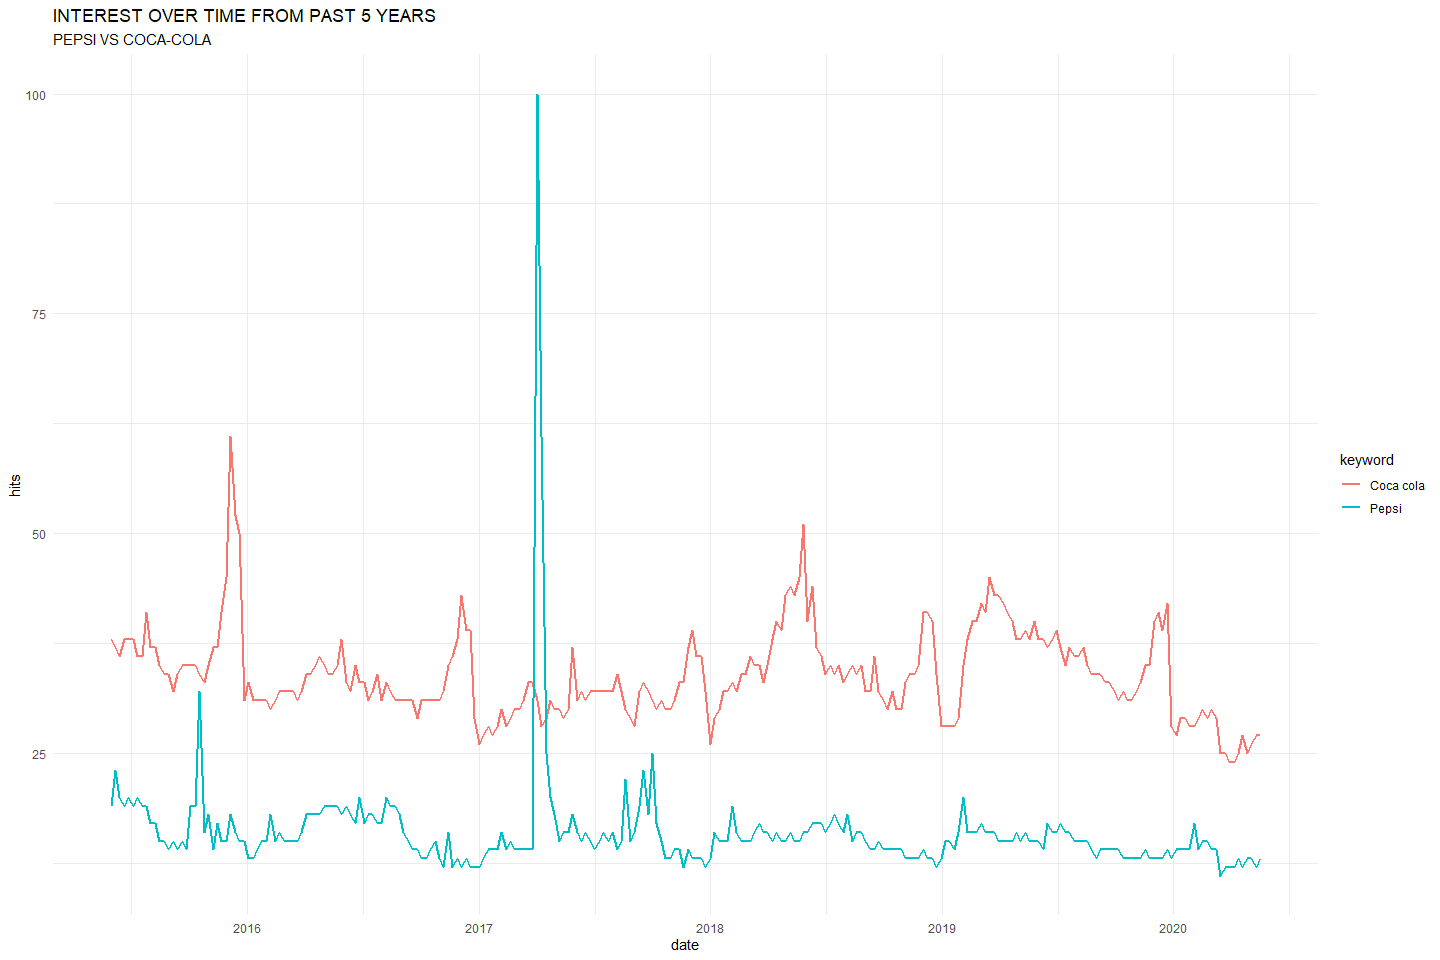 INTEREST OVER TIME FROM PAST 5 YEARS
PEPSI VS COCA-COLA
100
75
50
25
hits
2016 2017 2018 2019 2020
date
keyword
Coca cola
Pepsi